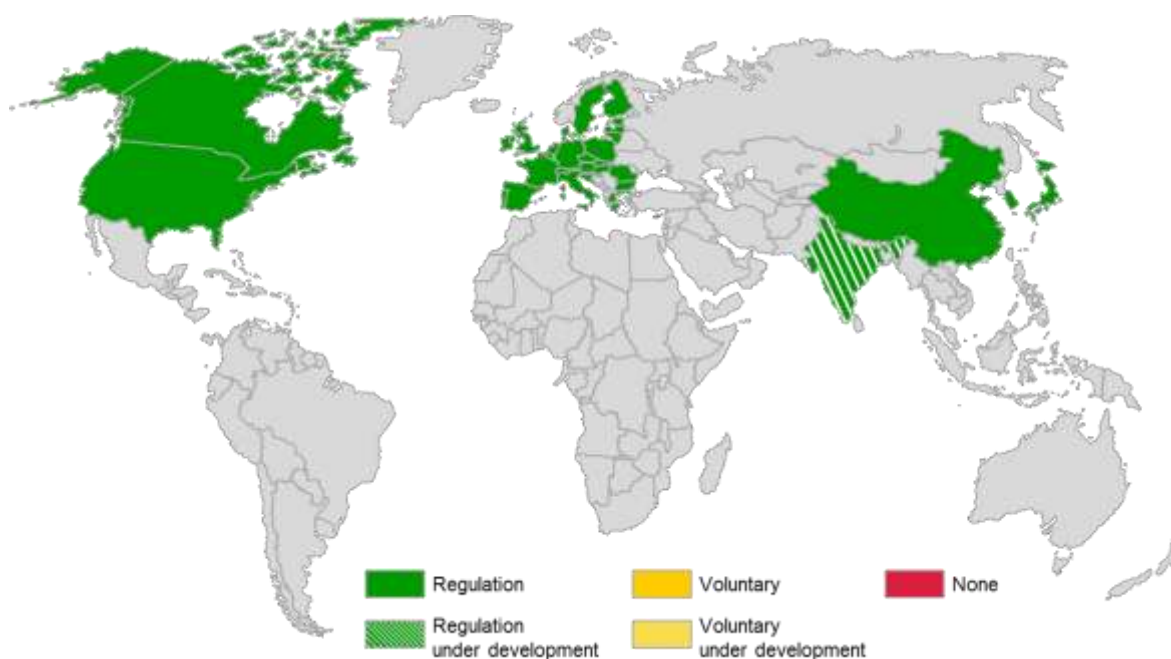 Regulation
Voluntary
None
Regulation
under development
Voluntary
under development